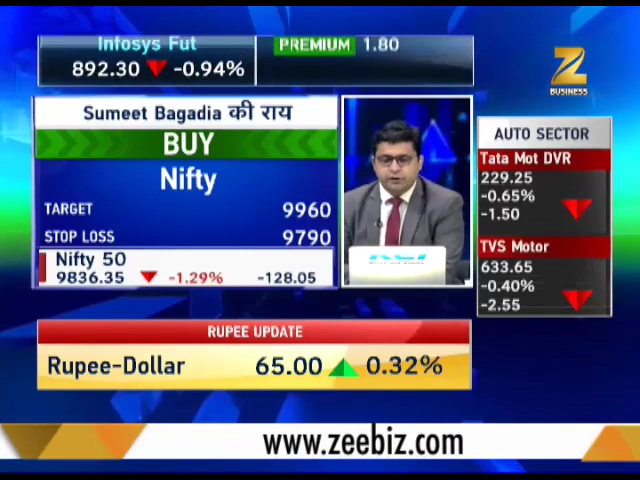 Infosys Fut
892.30 -0.94%
PREMIUM 1.80
Z
BUSINESS
Sumeet Bagadia की राय
BUY
Nifty
TARGET 9960
STOP LOSS 9790
Nifty 50
9836.35 -1.29% -128.05
AUTO SECTOR
Tata Mot DVR
229.25
-0.65%
-1.50
TVS Motor
633.65
-0.40%
-2.55
RUPEE UPDATE
Rupee-Dollar 65.00 0.32%
www.zeebiz.com